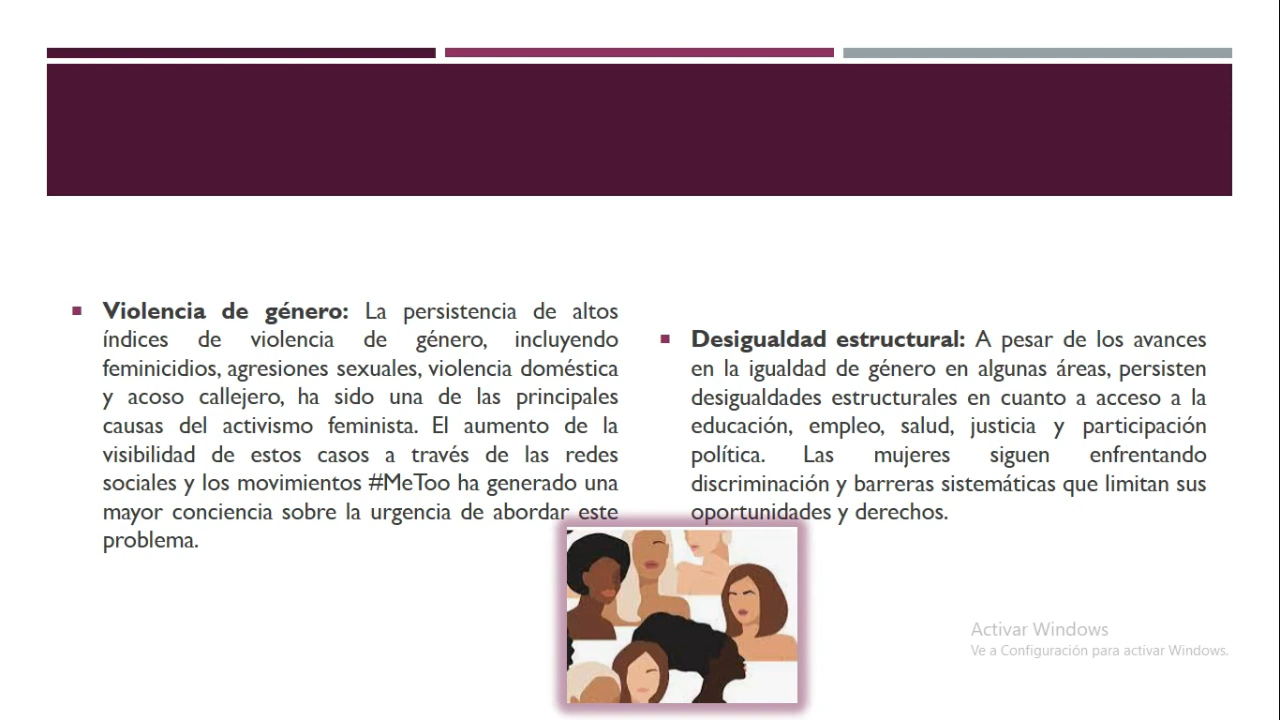 Violencia de género: La persistencia de altos
índices de violencia de género, incluyendo
feminicidios, agresiones sexuales, violencia doméstica
y acoso callejero, ha sido una de las principales
causas del activismo feminista. El aumento de la
visibilidad de estos casos a través de las redes
sociales y los movimientos #MeToo ha generado una
mayor conciencia sobre la urgencia de abordar este
problema.
Desigualdad estructural: A pesar de los avances
en la igualdad de género en algunas áreas, persisten
desigualdades estructurales en cuanto a acceso a la
educación, empleo, salud, justicia y participación
política. Las mujeres siguen enfrentando
discriminación y barreras sistemáticas que limitan sus
oportunidades y derechos.
Activar Windows
Ve a Configuración para activar Windows.